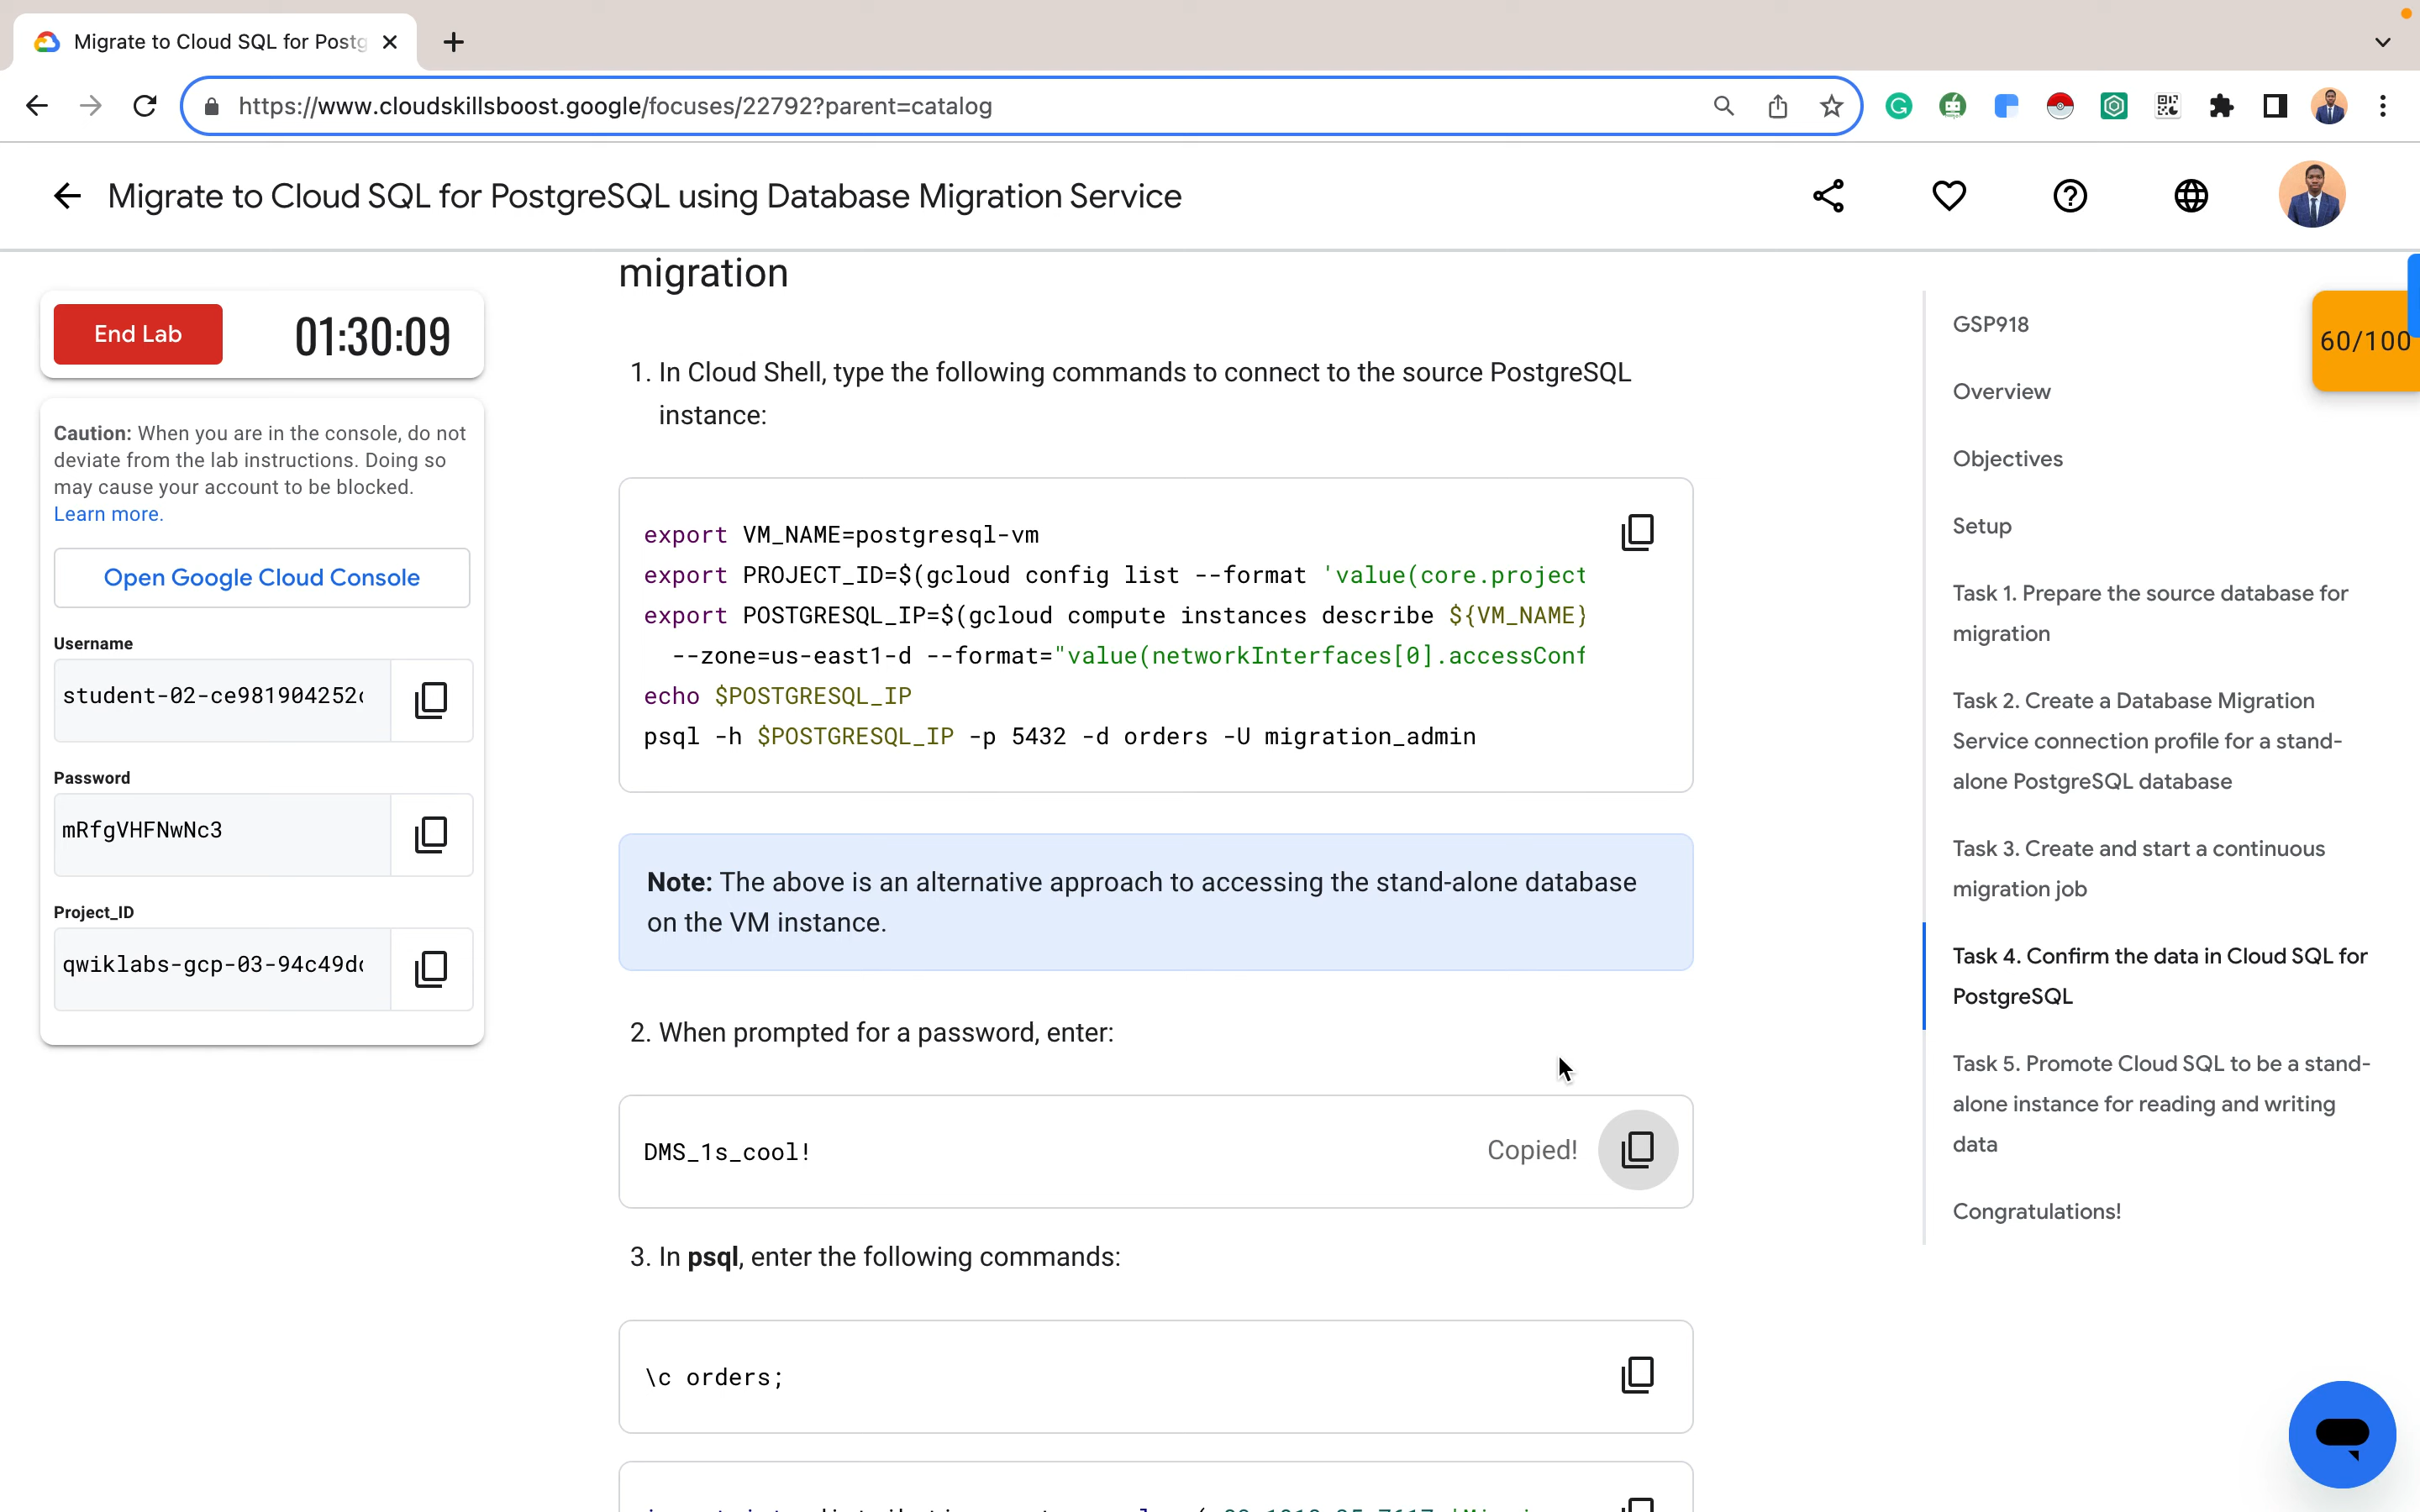 Migrate to Cloud SQL for Postg
https://www.cloudskillsboost.google/focuses/22792?parent=catalog
Migrate to Cloud SQL for PostgreSQL using Database Migration Service
End Lab
01:30:09
Caution: When you are in the console, do not
deviate from the lab instructions. Doing so
may cause your account to be blocked.
Learn more.
Open Google Cloud Console
Username
student-02-ce981904252
Password
mRfgVHFNwNc3
Project_ID
qwiklabs-gcp-03-94c49d
migration
1. In Cloud Shell, type the following commands to connect to the source PostgreSQL
instance:
export VM_NAME=postgresql-vm
export PROJECT_ID=$(gcloud config list --format 'value(core.project
export POSTGRESQL_IP=$(gcloud compute instances describe ${VM_NAME}
--zone=us-east1-d --format="value(networkInterfaces[0].accessConf
echo $POSTGRESQL_IP
psql -h $POSTGRESQL_IP -p 5432 -d orders -U migration_admin
Note: The above is an alternative approach to accessing the stand-alone database
on the VM instance.
2. When prompted for a password, enter:
DMS_1s_cool!
Copied!
3. In psql, enter the following commands:
\c orders;
GSP918
Overview
Objectives
Setup
Task 1. Prepare the source database for
migration
Task 2. Create a Database Migration
Service connection profile for a stand-
alone PostgreSQL database
Task 3. Create and start a continuous
migration job
Task 4. Confirm the data in Cloud SQL for
PostgreSQL
Task 5. Promote Cloud SQL to be a stand-
alone instance for reading and writing
data
Congratulations!
60/100